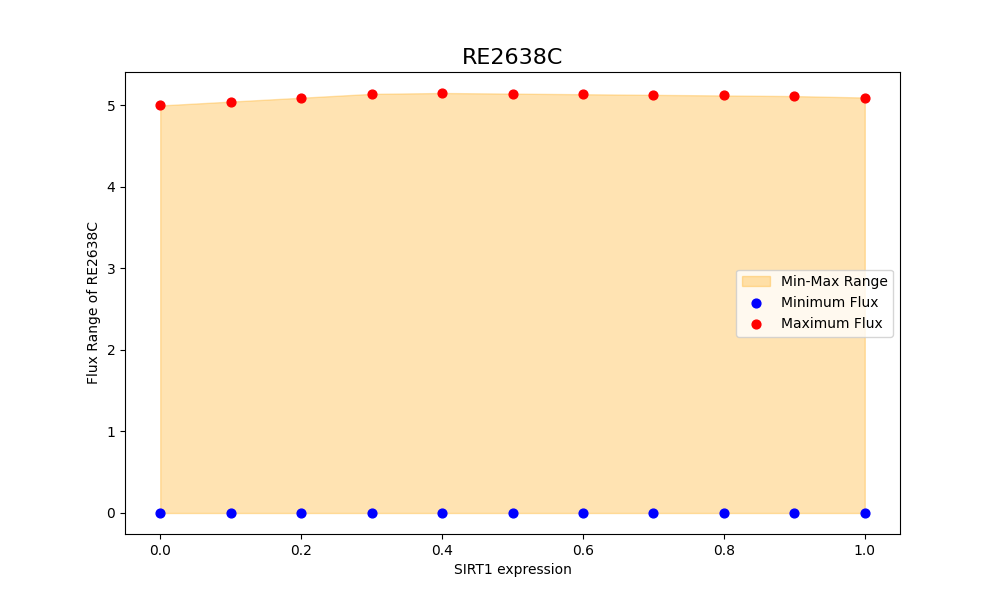 RE2638C
Flux Range of RE2638C
5
4
3
2
1
0
Min-Max Range
Minimum Flux
Maximum Flux
0.0 0.2 0.4 0.6 0.8 1.0
SIRT1 expression